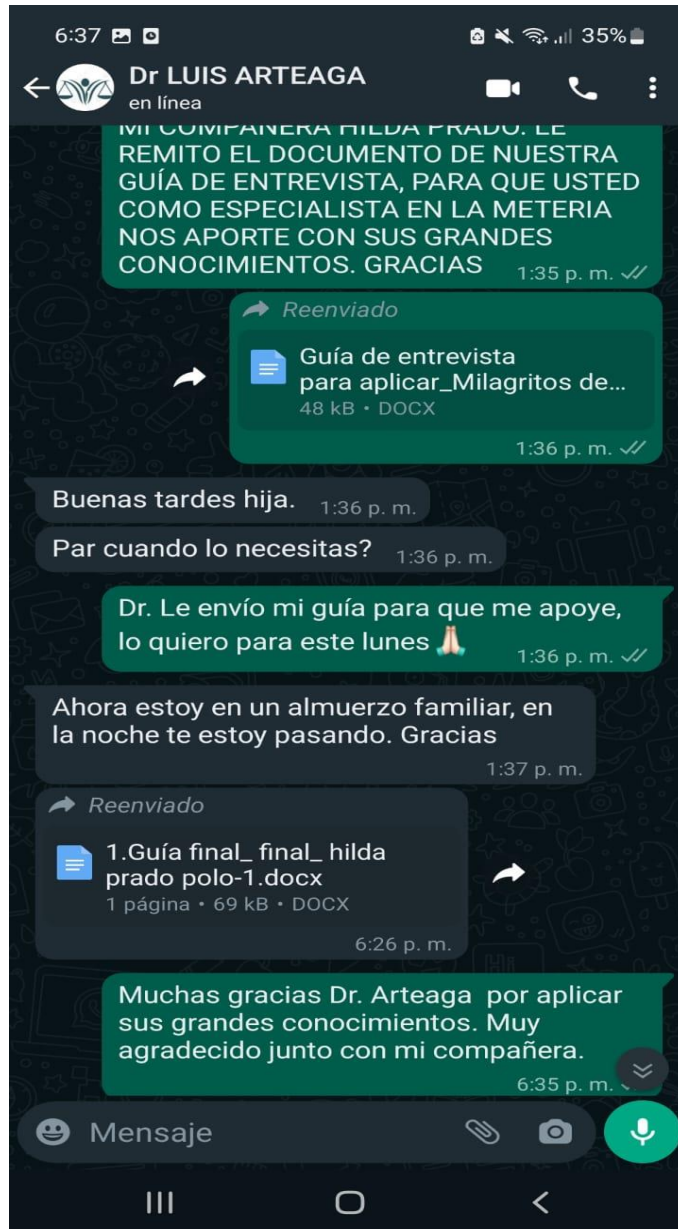 6:37 35%
Dr LUIS ARTEAGA
en línea
MI COMPAÑERA HILDA PRADO. LE
REMITO EL DOCUMENTO DE NUESTRA
GUÍA DE ENTREVISTA, PARA QUE USTED
COMO ESPECIALISTA EN LA METERIA
NOS APORTE CON SUS GRANDES
CONOCIMIENTOS. GRACIAS 1:35 p. m.
Reenviado
Guía de entrevista
para aplicar_Milagritos de...
48 kB • DOCX
1:36 p. m.
Buenas tardes hija. 1:36 p. m.
Par cuando lo necesitas? 1:36 p. m.
Dr. Le envío mi guía para que me apoye,
lo quiero para este lunes 🙏🏻 1:36 p. m.
Ahora estoy en un almuerzo familiar, en
la noche te estoy pasando. Gracias
1:37 p. m.
Reenviado
1.Guía final_ final_ hilda
prado polo-1.docx
1 página • 69 kB • DOCX
6:26 p. m.
Muchas gracias Dr. Arteaga  por aplicar
sus grandes conocimientos. Muy
agradecido junto con mi compañera.
6:35 p. m.
Mensaje